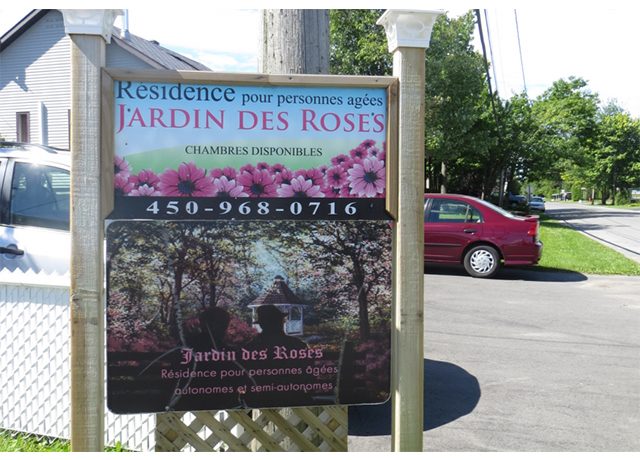 Résidence pour personnes agées
JARDIN DES ROSES
CHAMBRES DISPONIBLES
450-968-0716
Jardin des Roses
Résidence pour personnes âgées
autonomes et semi-autonomes